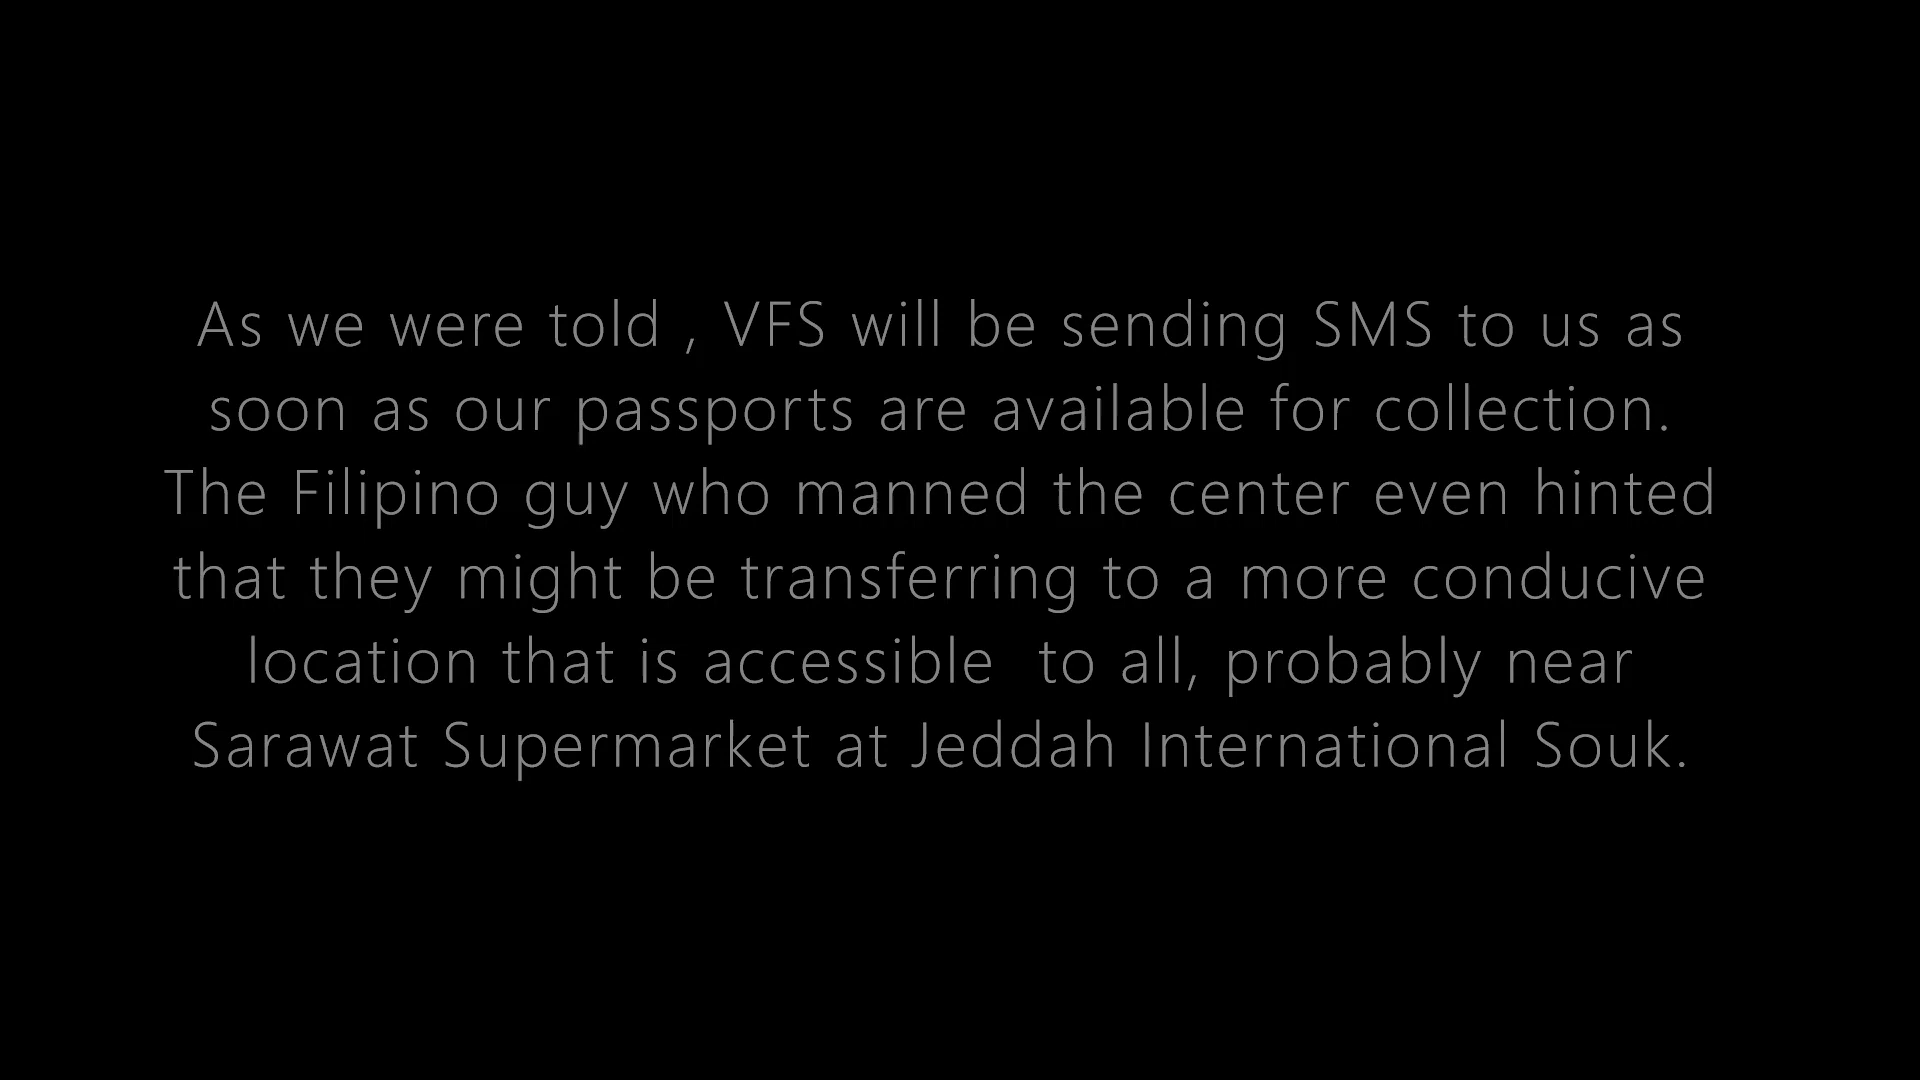 As we were told , VFS will be sending SMS to us as
soon as our passports are available for collection.
The Filipino guy who manned the center even hinted
that they might be transferring to a more conducive
location that is accessible  to all, probably near
Sarawat Supermarket at Jeddah International Souk.